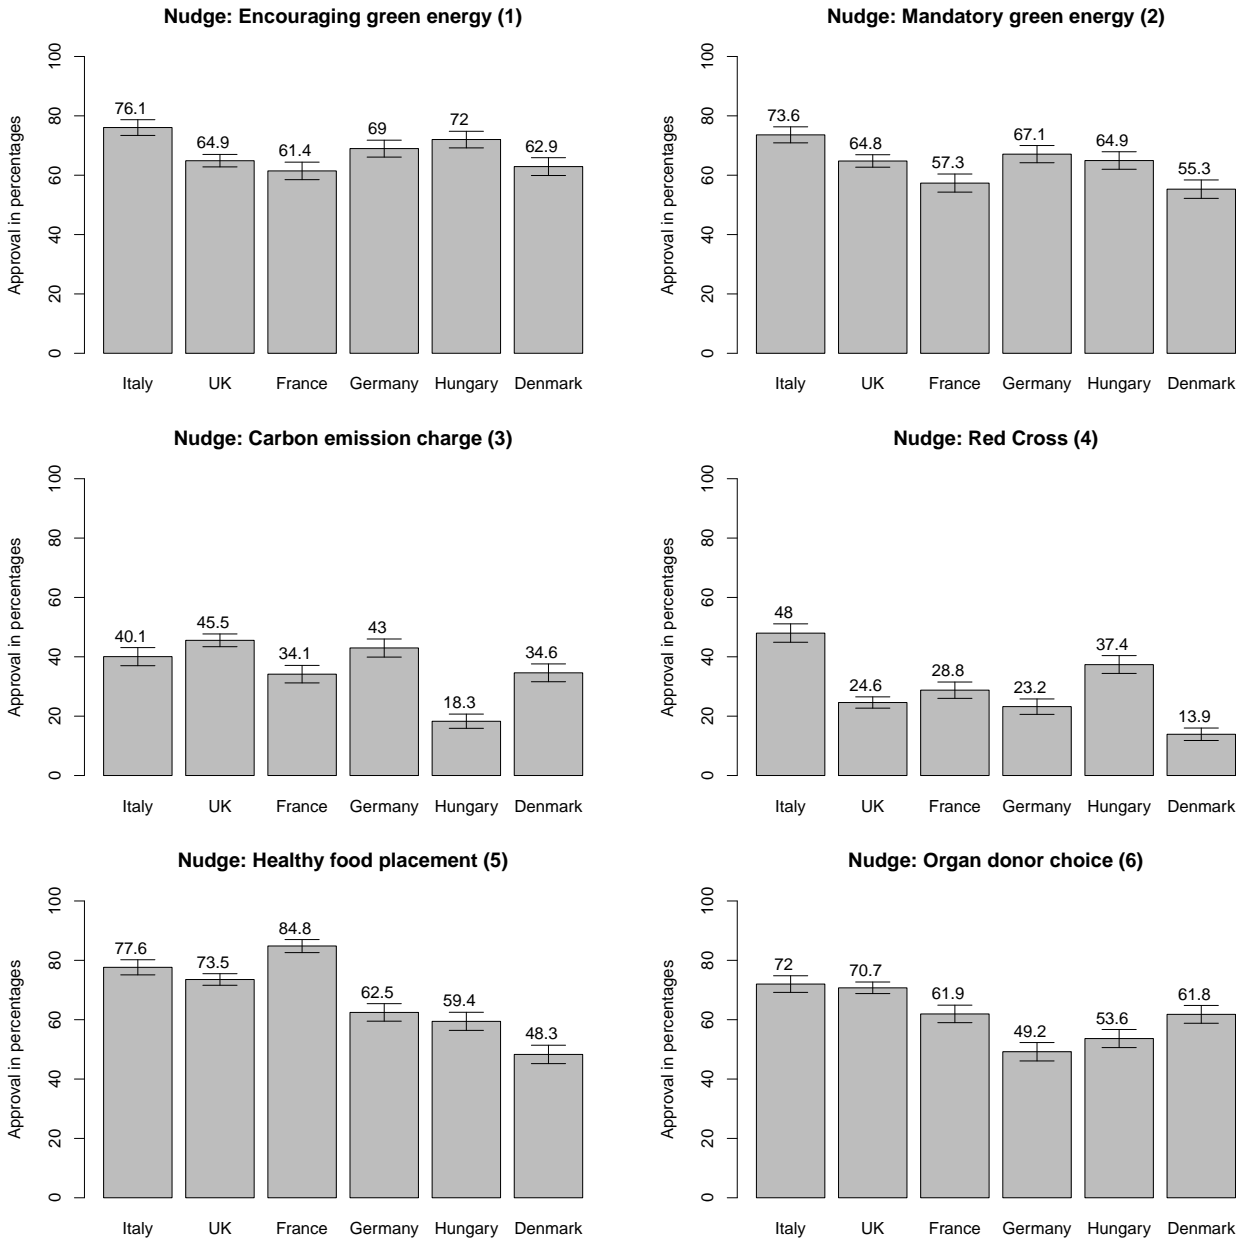 Nudge: Encouraging green energy (1)
Approval in percentages
0 20 40 60 80 100
76.1 64.9 61.4 69 72 62.9
Italy UK France Germany Hungary Denmark
Nudge: Mandatory green energy (2)
Approval in percentages
0 20 40 60 80 100
73.6 64.8 57.3 67.1 64.9 55.3
Italy UK France Germany Hungary Denmark
Nudge: Carbon emission charge (3)
Approval in percentages
0 20 40 60 80 100
40.1 45.5 34.1 43 18.3 34.6
Italy UK France Germany Hungary Denmark
Nudge: Red Cross (4)
Approval in percentages
0 20 40 60 80 100
48 24.6 28.8 23.2 37.4 13.9
Italy UK France Germany Hungary Denmark
Nudge: Healthy food placement (5)
Approval in percentages
0 20 40 60 80 100
77.6 73.5 84.8 62.5 59.4 48.3
Italy UK France Germany Hungary Denmark
Nudge: Organ donor choice (6)
Approval in percentages
0 20 40 60 80 100
72 70.7 61.9 49.2 53.6 61.8
Italy UK France Germany Hungary Denmark